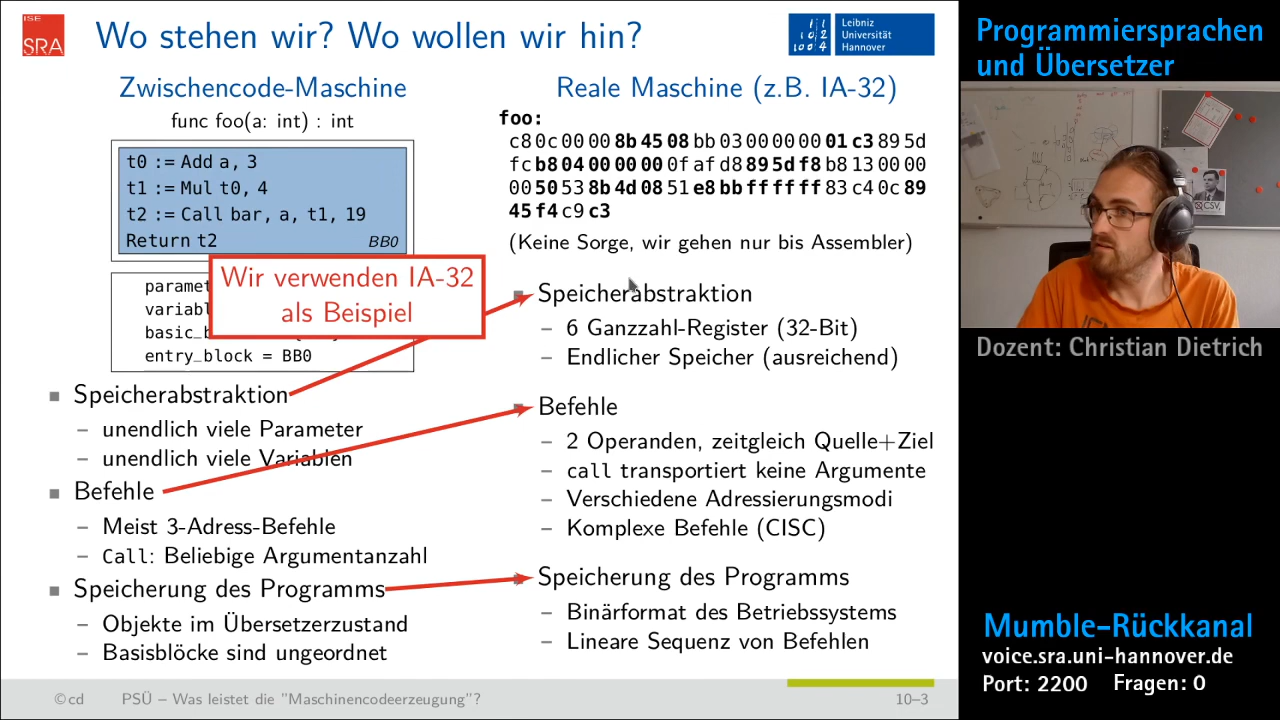 ISE
SRA
Wo stehen wir? Wo wollen wir hin?
Leibniz
Universität
Hannover
Zwischencode-Maschine
func foo(a: int) : int
t0 := Add a, 3
t1 := Mul t0, 4
t2 := Call bar, a, t1, 19
Return t2
BB0
entry_block = BB0
Wir verwenden IA-32
als Beispiel
Speicherabstraktion
– unendlich viele Parameter
– unendlich viele Variablen
Befehle
– Meist 3-Adress-Befehle
– Call: Beliebige Argumentanzahl
Speicherung des Programms
– Objekte im Übersetzerzustand
– Basisblöcke sind ungeordnet
Reale Maschine (z.B. IA-32)
foo:
c8 0c 00 00 8b 45 08 bb 03 00 00 00 01 c3 89 5d
fc b8 04 00 00 00 0f af d8 89 5d f8 b8 13 00 00
00 50 53 8b 4d 08 51 e8 bb ff ff ff 83 c4 0c 89
45 f4 c9 c3
(Keine Sorge, wir gehen nur bis Assembler)
Speicherabstraktion
– 6 Ganzzahl-Register (32-Bit)
– Endlicher Speicher (ausreichend)
Befehle
– 2 Operanden, zeitgleich Quelle+Ziel
– call transportiert keine Argumente
– Verschiedene Adressierungsmodi
– Komplexe Befehle (CISC)
Speicherung des Programms
– Binärformat des Betriebssystems
– Lineare Sequenz von Befehlen
©cd
PSÜ – Was leistet die "Maschinencodeerzeugung"?
10–3
Programmiersprachen
und Übersetzer
Dozent: Christian Dietrich
Mumble-Rückkanal
voice.sra.uni-hannover.de
Port: 2200 Fragen: 0